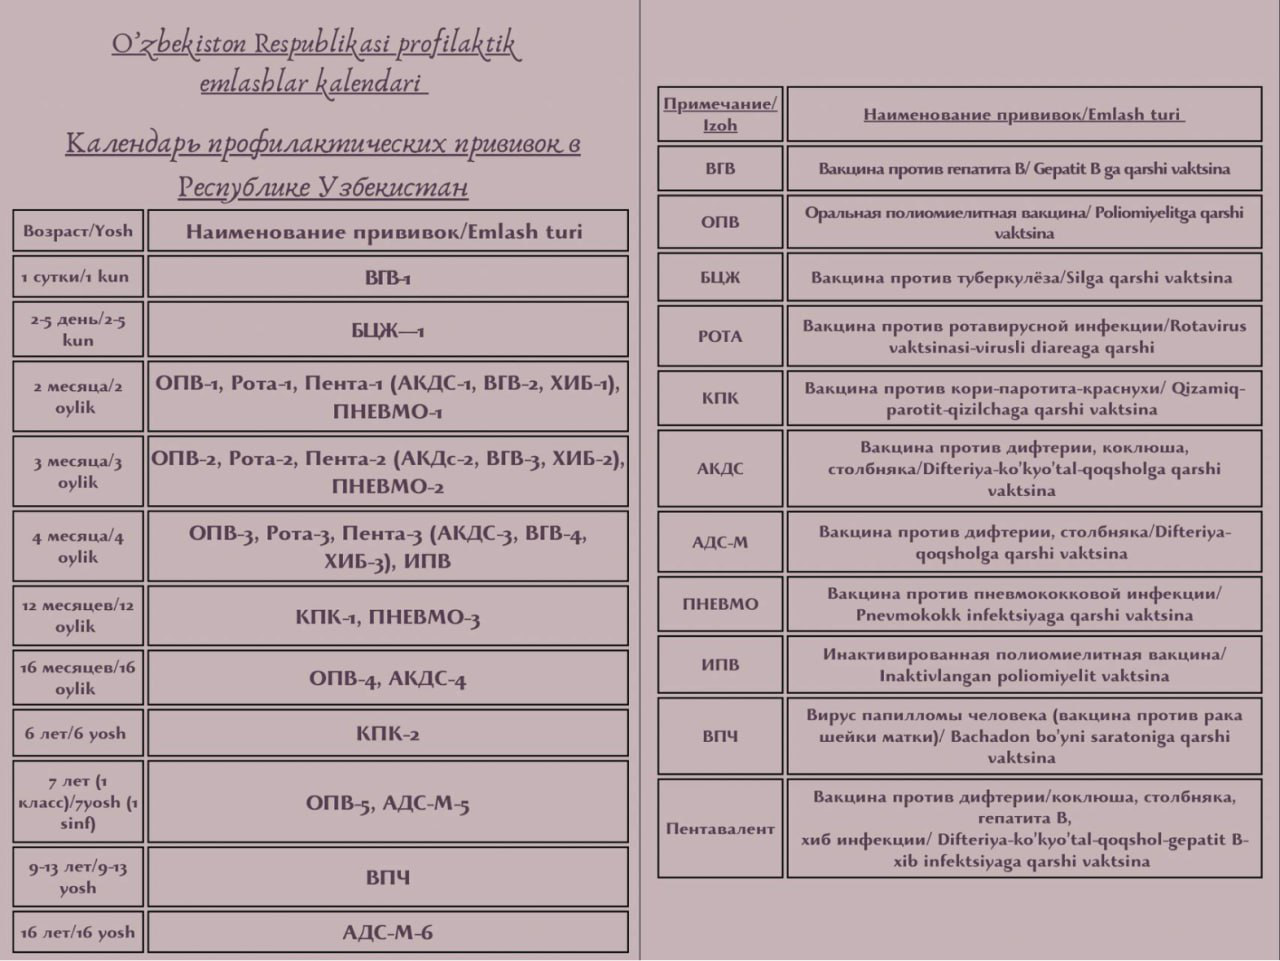 O'zbekiston Respublikasi profilaktik
emlashlar kalendari
Календарь профилактических прививок в
Республике Узбекистан
Возраст/Yosh
Наименование прививок/Emlash turi
1 сутки/1 kun
ВГВ-1
2-5 день/2-5
kun
БЦЖ—1
2 месяца/2
oylik
ОПВ-1, Рота-1, Пента-1 (АКДС-1, ВГВ-2, ХИБ-1),
ПНЕВМО-1
3 месяца/3
oylik
ОПВ-2, Рота-2, Пента-2 (АКДс-2, ВГВ-3, ХИБ-2),
ПНЕВМО-2
4 месяца/4
oylik
ОПВ-3, Рота-3, Пента-3 (АКДС-3, ВГВ-4,
ХИБ-3), ИПВ
12 месяцев/12
oylik
КПК-1, ПНЕВМО-3
16 месяцев/16
oylik
ОПВ-4, АКДС-4
6 лет/6 yosh
КПК-2
7 лет (1
класс)/7yosh (1
sinf)
ОПВ-5, АДС-М-5
9-13 лет/9-13
yosh
ВПЧ
16 лет/16 yosh
АДС-М-6
Примечание/
Izoh
Наименование прививок/Emlash turi
ВГВ
Вакцина против гепатита В/ Gepatit B ga qarshi vaktsina
ОПВ
Оральная полиомиелитная вакцина/ Poliomiyelitga qarshi
vaktsina
БЦЖ
Вакцина против туберкулёза/Silga qarshi vaktsina
РОТА
Вакцина против ротавирусной инфекции/Rotavirus
vaktsinasi-virusli diareaga qarshi
КПК
Вакцина против кори-паротита-краснухи/ Qizamiq-
parotit-qizilchaga qarshi vaktsina
АКДС
Вакцина против дифтерии, коклюша,
столбняка/Difteriya-ko'kyo'tal-qoqsholga qarshi
vaktsina
АДС-М
Вакцина против дифтерии, столбняка/Difteriya-
qoqsholga qarshi vaktsina
ПНЕВМО
Вакцина против пневмококковой инфекции/
Pnevmokokk infektsiyaga qarshi vaktsina
ИПВ
Инактивированная полиомиелитная вакцина/
Inaktivlangan poliomiyelit vaktsina
ВПЧ
Вирус папилломы человека (вакцина против рака
шейки матки)/ Bachadon bo'yni saratoniga qarshi
vaktsina
Пентавалент
Вакцина против дифтерии/коклюша, столбняка,
гепатита В,
хиб инфекции/ Difteriya-ko'kyo'tal-qoqshol-gepatit B-
xib infektsiyaga qarshi vaktsina